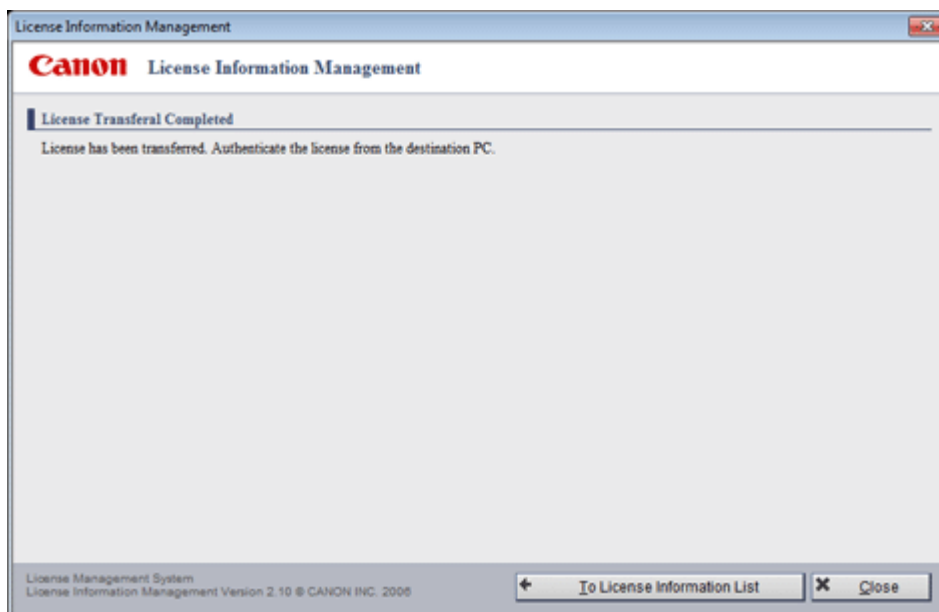 License Information Management
Canon License Information Management
License Transferal Completed
License has been transferred. Authenticate the license from the destination PC.
License Management System
License Information Management Version 2.10 © CANON INC. 2006
To License Information List
Close